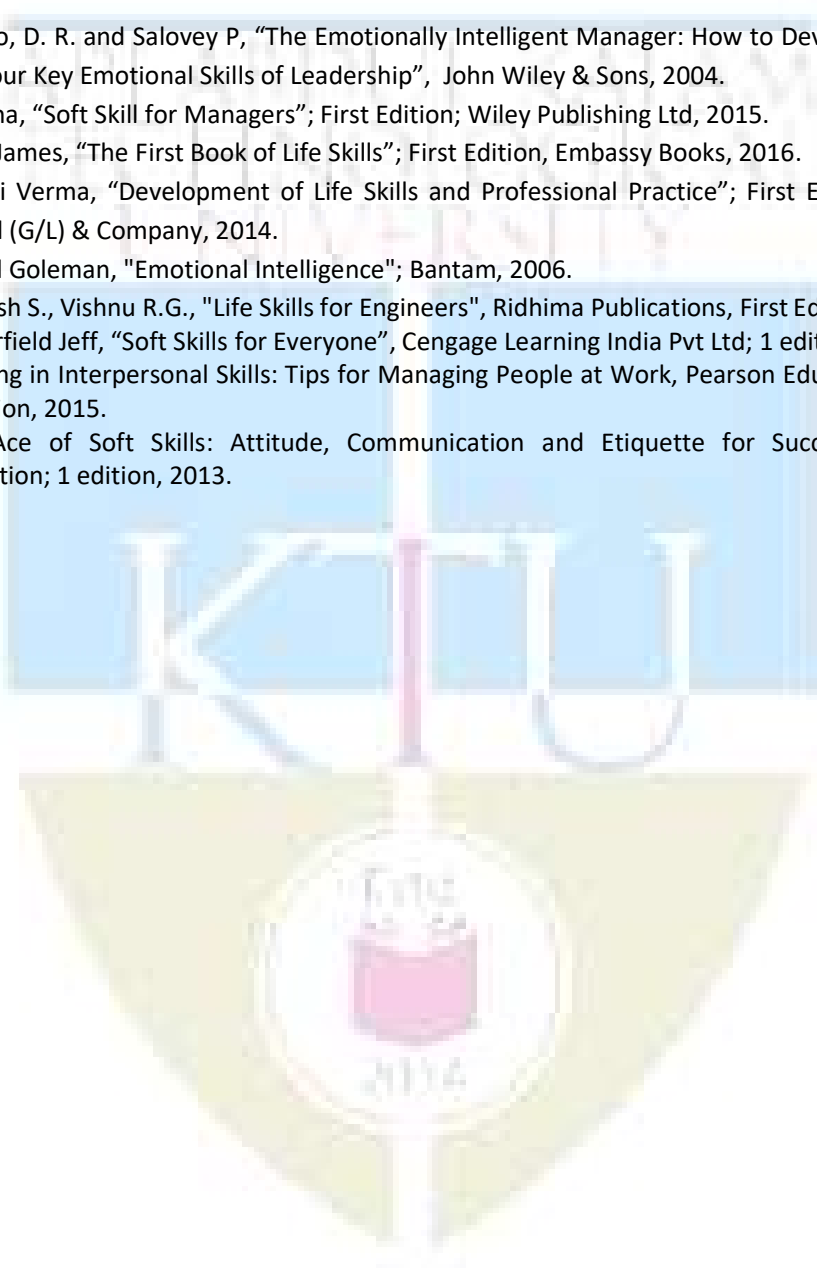 o, D. R. and Salovey P, “The Emotionally Intelligent Manager: How to Dev
our Key Emotional Skills of Leadership”, John Wiley & Sons, 2004.
na, “Soft Skill for Managers”; First Edition; Wiley Publishing Ltd, 2015.
James, “The First Book of Life Skills”; First Edition, Embassy Books, 2016.
i Verma, “Development of Life Skills and Professional Practice”; First E
l (G/L) & Company, 2014.
l Goleman, "Emotional Intelligence"; Bantam, 2006.
sh S., Vishnu R.G., "Life Skills for Engineers", Ridhima Publications, First Ed
rfield Jeff, “Soft Skills for Everyone”, Cengage Learning India Pvt Ltd; 1 edit
ng in Interpersonal Skills: Tips for Managing People at Work, Pearson Edu
on, 2015.
Ace of Soft Skills: Attitude, Communication and Etiquette for Succ
tion; 1 edition, 2013.
UNIVERSITY
KTU
Estd
2014